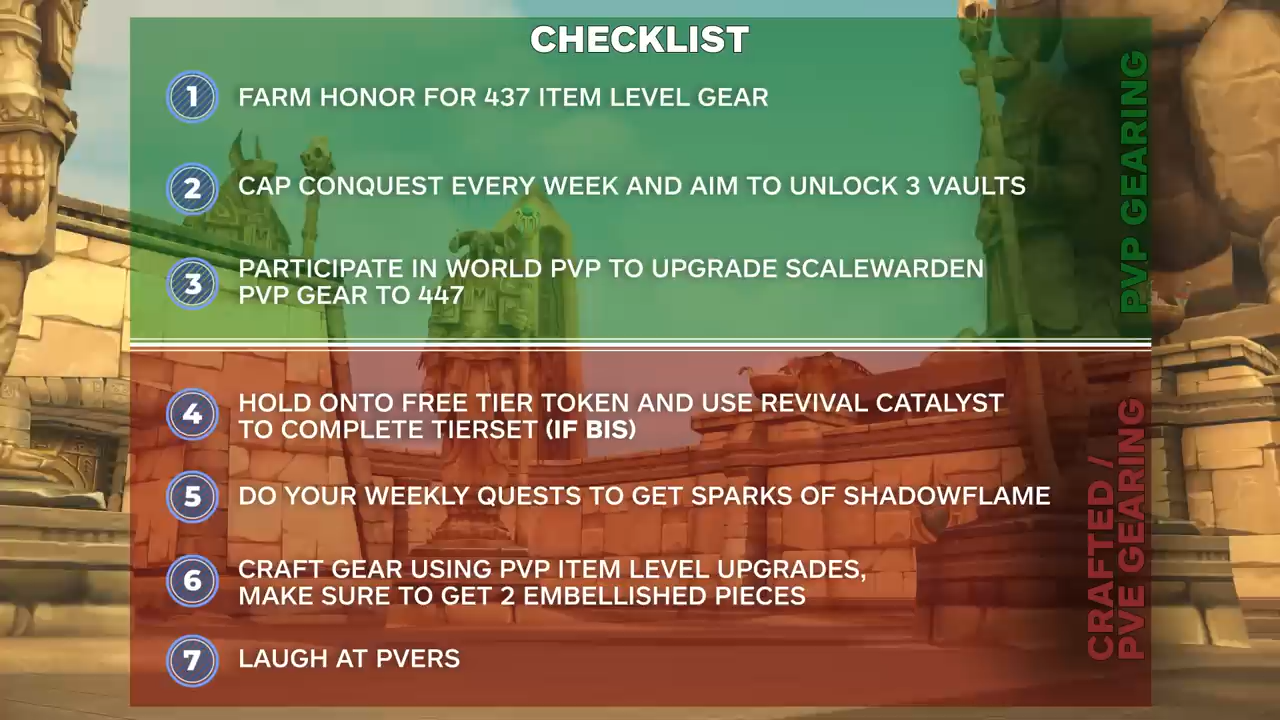 CHECKLIST
1 FARM HONOR FOR 437 ITEM LEVEL GEAR
2 CAP CONQUEST EVERY WEEK AND AIM TO UNLOCK 3 VAULTS
3 PARTICIPATE IN WORLD PVP TO UPGRADE SCALEWARDEN
PVP GEAR TO 447
PVP GEARING
4 HOLD ONTO FREE TIER TOKEN AND USE REVIVAL CATALYST
TO COMPLETE TIERSET (IF BIS)
5 DO YOUR WEEKLY QUESTS TO GET SPARKS OF SHADOWFLAME
6 CRAFT GEAR USING PVP ITEM LEVEL UPGRADES,
MAKE SURE TO GET 2 EMBELLISHED PIECES
7 LAUGH AT PVERS
CRAFTED /
PVE GEARING